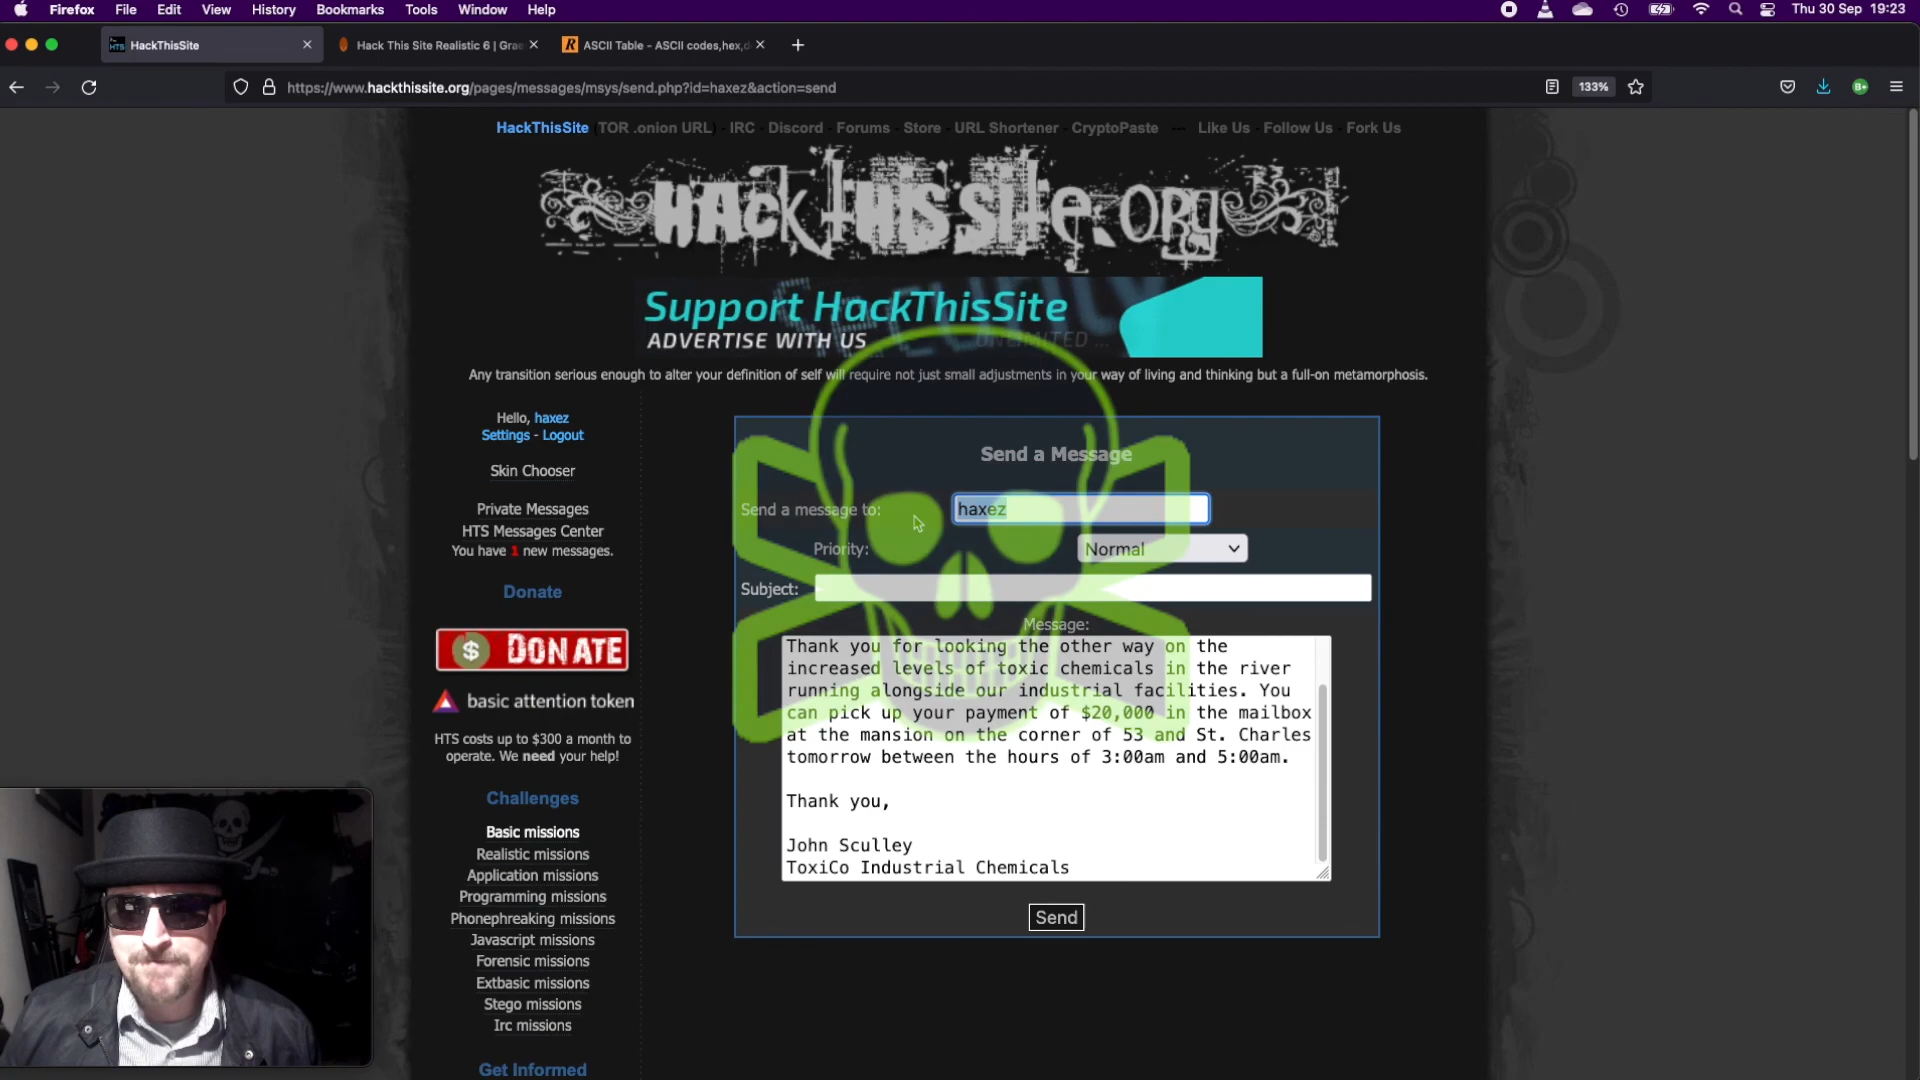 Firefox File Edit View History Bookmarks Tools Window Help Thu 30 Sep 19:23
HackThisSite Hack This Site Realistic 6 | Grae ASCII Table - ASCII codes,hex,d
https://www.hackthissite.org/pages/messages/msys/send.php?id=haxez&action=send 133%
HackThisSite (TOR .onion URL) - IRC - Discord - Forums - Store - URL Shortener - CryptoPaste --- Like Us - Follow Us - Fork Us
HACK THIS SITE.ORG
Support HackThisSite
ADVERTISE WITH US UNLIMITED ...
Any transition serious enough to alter your definition of self will require not just small adjustments in your way of living and thinking but a full-on metamorphosis.
Hello, haxez
Settings - Logout
Skin Chooser
Private Messages
HTS Messages Center
You have 1 new messages.
Donate
$ DONATE
basic attention token
HTS costs up to $300 a month to
operate. We need your help!
Challenges
Basic missions
Realistic missions
Application missions
Programming missions
Phonephreaking missions
Javascript missions
Forensic missions
Extbasic missions
Stego missions
Irc missions
Get Informed
Send a Message
Send a message to: haxez
Priority: Normal
Subject:
Message:
Thank you for looking the other way on the
increased levels of toxic chemicals in the river
running alongside our industrial facilities. You
can pick up your payment of $20,000 in the mailbox
at the mansion on the corner of 53 and St. Charles
tomorrow between the hours of 3:00am and 5:00am.
Thank you,
John Sculley
ToxiCo Industrial Chemicals
Send